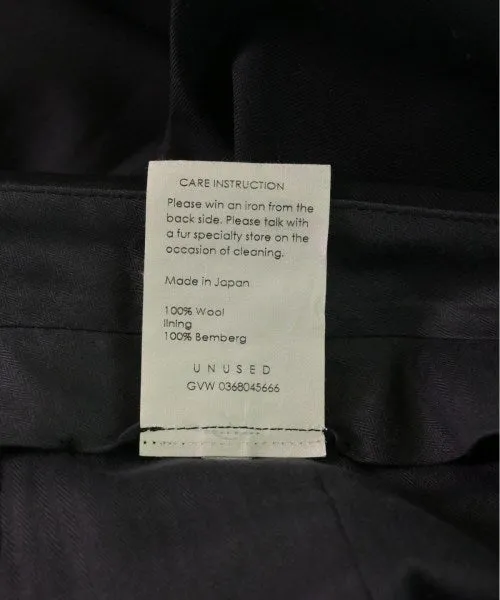 CARE INSTRUCTION
Please win an iron from the
back side. Please talk with
a fur specialty store on the
occasion of cleaning.
Made in Japan
100% Wool
lining
100% Bemberg
UNUSED
GVW 0368045666